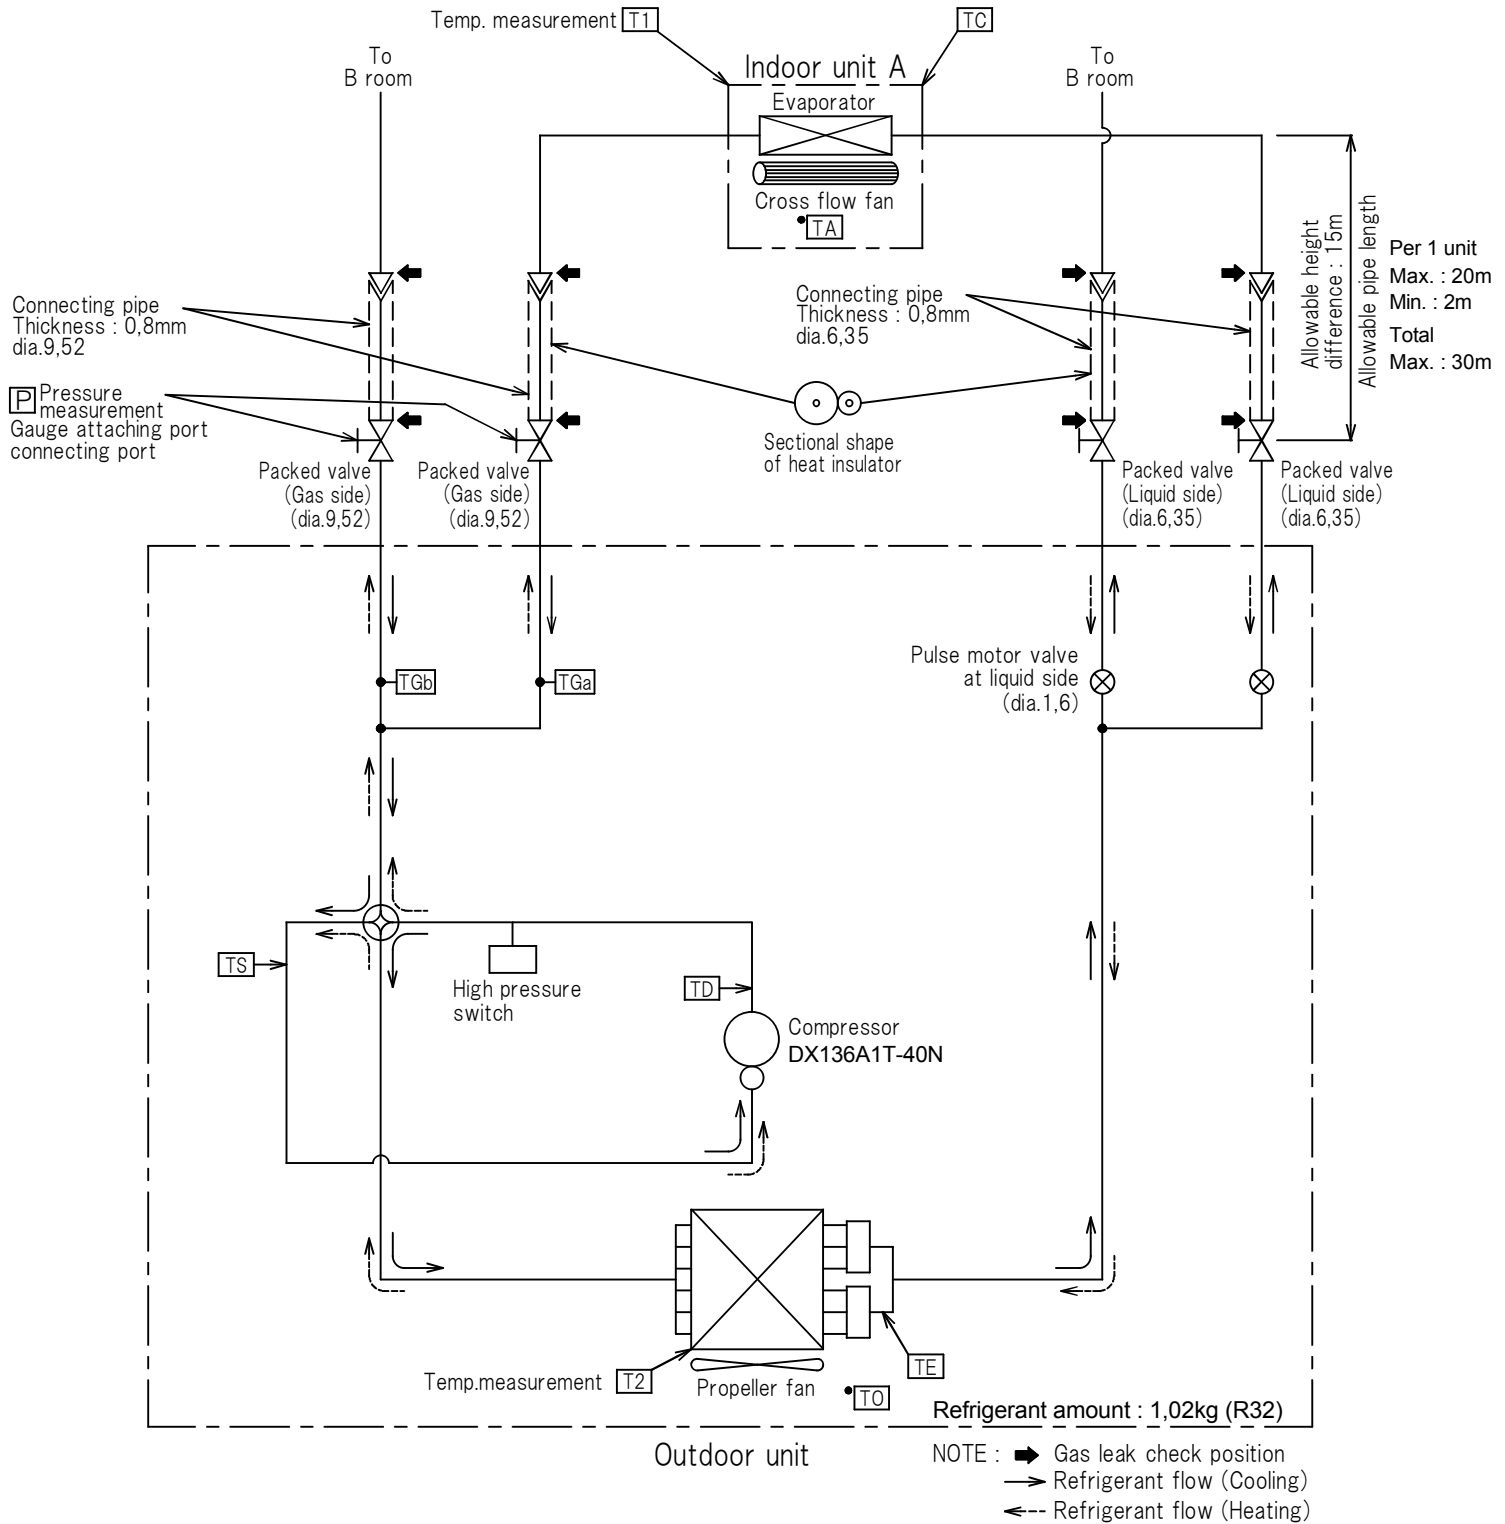 Temp. measurement T1
TC
To
B room
Indoor unit A
To
B room
Evaporator
Cross flow fan
TA
Allowable height
difference : 15m
Allowable pipe length
Per 1 unit
Max. : 20m
Min. : 2m
Total
Max. : 30m
Connecting pipe
Thickness : 0,8mm
dia.9,52
Connecting pipe
Thickness : 0,8mm
dia.6,35
P Pressure
measurement
Gauge attaching port
connecting port
Sectional shape
of heat insulator
Packed valve
(Gas side)
(dia.9,52)
Packed valve
(Gas side)
(dia.9,52)
Packed valve
(Liquid side)
(dia.6,35)
Packed valve
(Liquid side)
(dia.6,35)
TGb
TGa
Pulse motor valve
at liquid side
(dia.1,6)
TS
High pressure
switch
TD
Compressor
DX136A1T-40N
Temp.measurement T2
Propeller fan
TO
TE
Refrigerant amount : 1,02kg (R32)
Outdoor unit
NOTE : Gas leak check position
Refrigerant flow (Cooling)
Refrigerant flow (Heating)